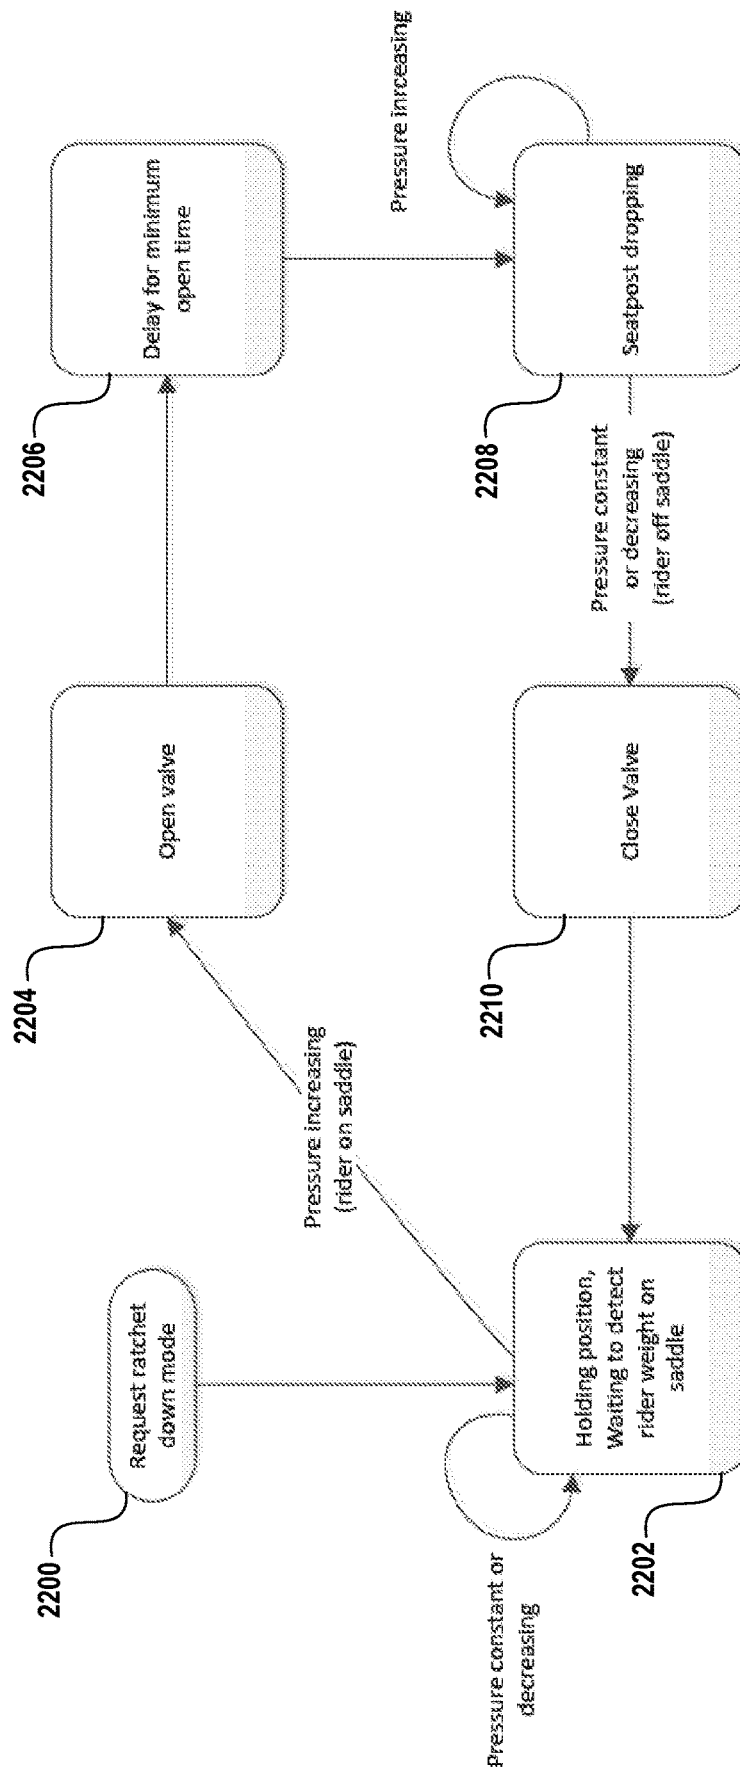 2200
Request ratchet
down mode
Pressure constant or
decreasing
2202
Holding position,
Waiting to detect
rider weight on
saddle
Pressure increasing
(rider on saddle)
2204
Open valve
2206
Delay for minimum
open time
Pressure inrceasing
2208
Seatpost dropping
Pressure constant
or decreasing
(rider off saddle)
2210
Close Valve